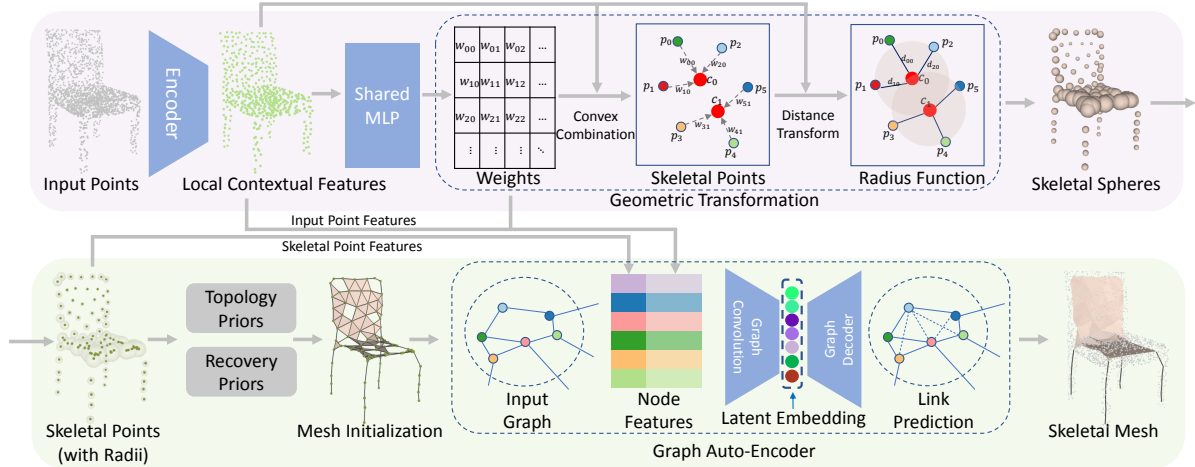 Encoder
Shared
MLP
w00 w01 w02 ...
w10 w11 w12 ...
w20 w21 w22 ...
⋮ ⋮ ⋮ ⋱
Convex
Combination
p0
p2
w00
w20
c0
p1
w10
c1
p5
w51
p3
w31
w41
p4
Distance
Transform
p0
p2
d00
d20
c0
p1
d10
p5
c1
p3
p4
Input Points
Local Contextual Features
Weights
Skeletal Points
Radius Function
Skeletal Spheres
Geometric Transformation
Input Point Features
Skeletal Point Features
Topology
Priors
Recovery
Priors
Graph
Convolution
Graph
Decoder
Skeletal Points
(with Radii)
Mesh Initialization
Input
Graph
Node
Features
Latent Embedding
Link
Prediction
Skeletal Mesh
Graph Auto-Encoder